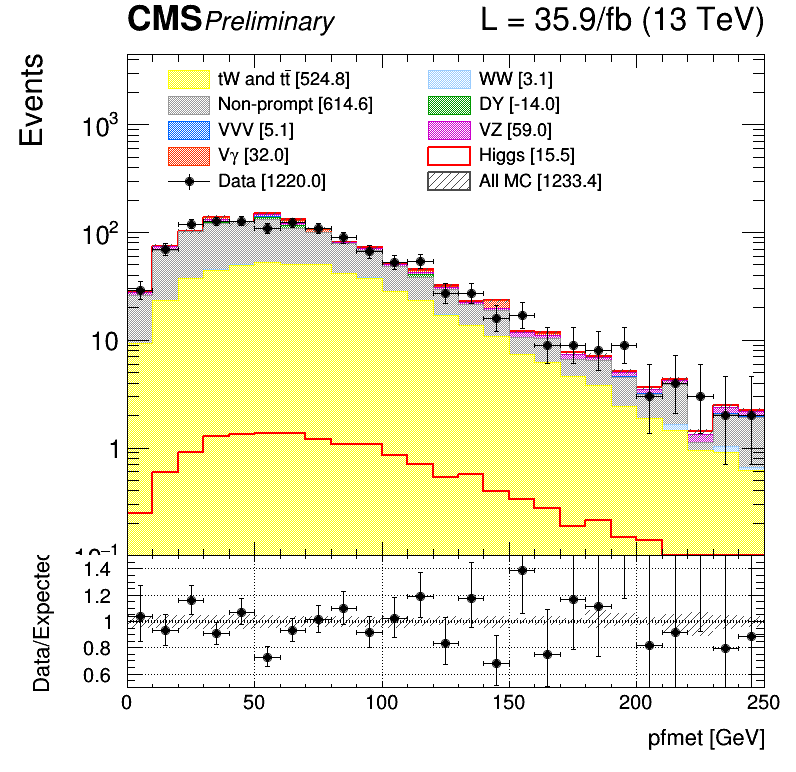 CMS Preliminary L = 35.9/fb (13 TeV)
Events
tW and tt̄ [524.8] WW [3.1]
Non-prompt [614.6] DY [-14.0]
VVV [5.1] VZ [59.0]
Vγ [32.0] Higgs [15.5]
Data [1220.0] All MC [1233.4]
10³
10²
10
1
10⁻¹
Data/Expected
1.4
1.2
1
0.8
0.6
0 50 100 150 200 250
pfmet [GeV]